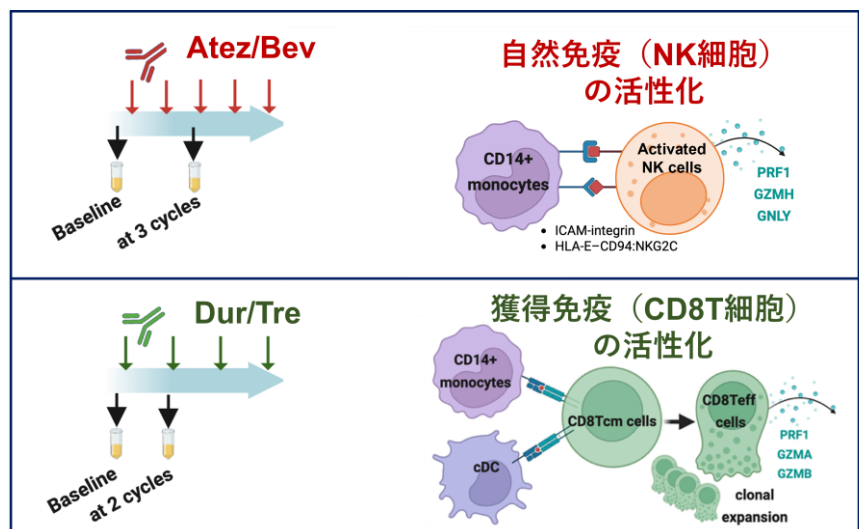 Atez/Bev
Baseline
at 3 cycles
自然免疫（NK細胞）
の活性化
CD14+
monocytes
Activated
NK cells
PRF1
GZMH
GNLY
• ICAM-integrin
• HLA-E–CD94:NKG2C
Dur/Tre
Baseline
at 2 cycles
獲得免疫（CD8T細胞）
の活性化
CD14+
monocytes
cDC
CD8Tcm cells
CD8Teff
cells
PRF1
GZMA
GZMB
clonal
expansion